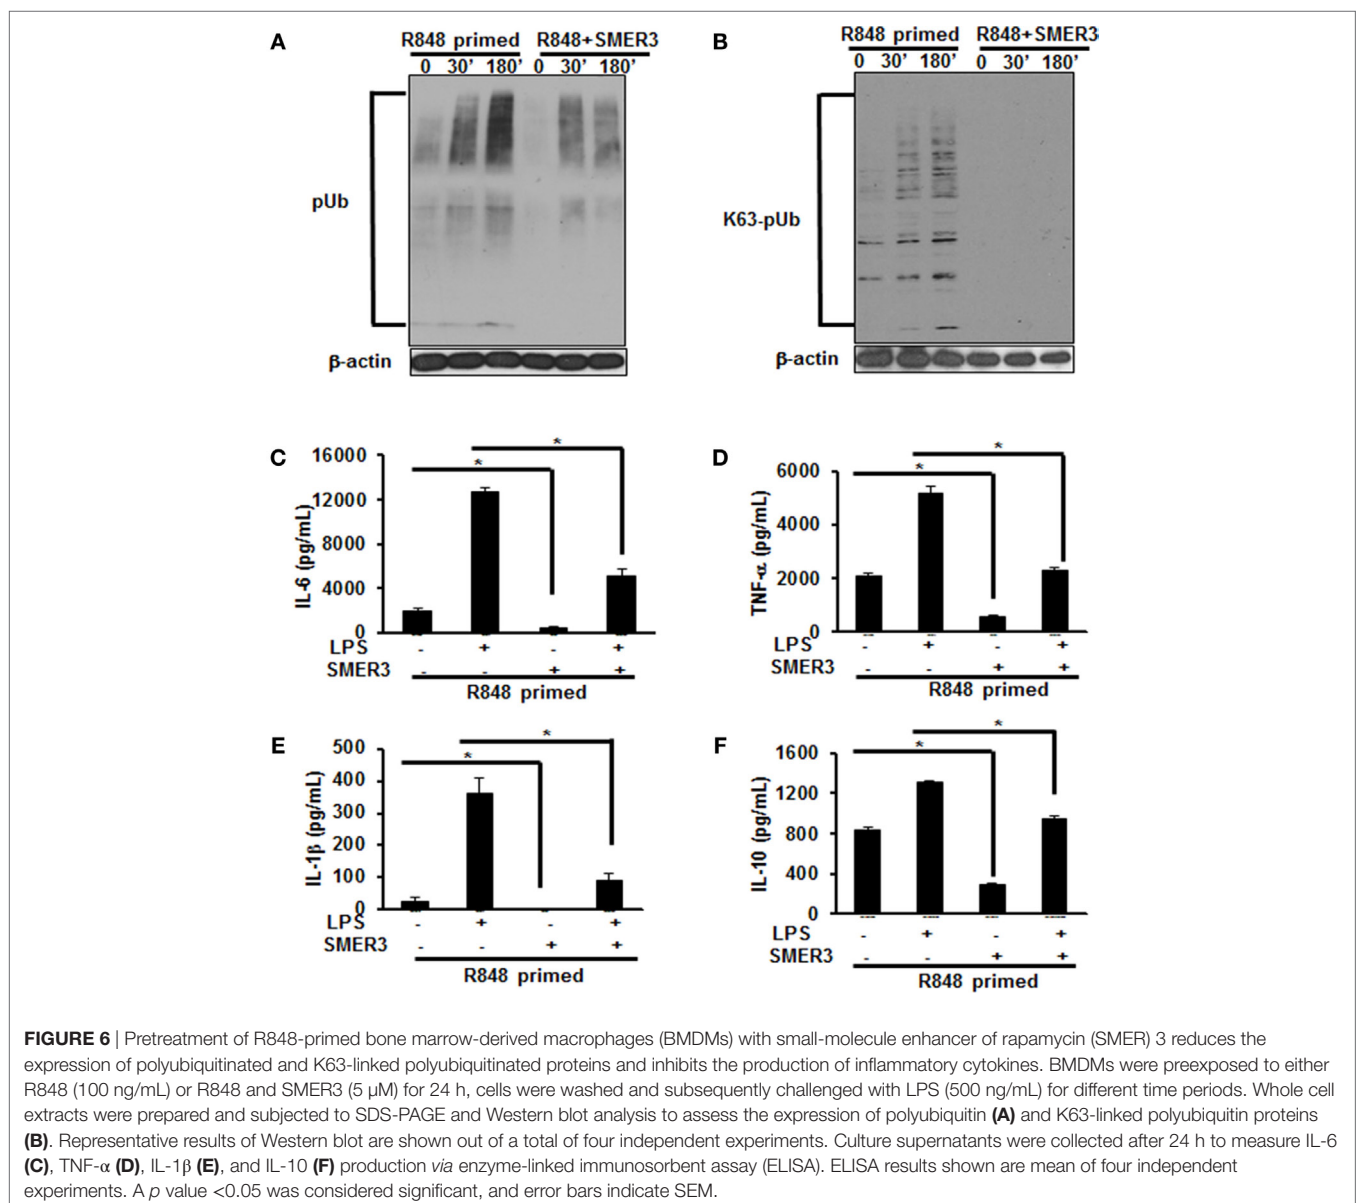 A
R848 primed R848+SMER3
0 30' 180' 0 30' 180'
pUb
β-actin
B
R848 primed R848+SMER3
0 30' 180' 0 30' 180'
K63-pUb
β-actin
C
IL-6 (pg/mL)
16000
12000
8000
4000
0
* *
LPS - + - +
SMER3 - - + +
R848 primed
D
TNF-α (pg/mL)
6000
4000
2000
0
* *
LPS - + - +
SMER3 - - + +
R848 primed
E
IL-1β (pg/mL)
500
400
300
200
100
0
* *
LPS - + - +
SMER3 - - + +
R848 primed
F
IL-10 (pg/mL)
1600
1200
800
400
0
* *
LPS - + - +
SMER3 - - + +
R848 primed
FIGURE 6 | Pretreatment of R848-primed bone marrow-derived macrophages (BMDMs) with small-molecule enhancer of rapamycin (SMER) 3 reduces the
expression of polyubiquitinated and K63-linked polyubiquitinated proteins and inhibits the production of inflammatory cytokines. BMDMs were preexposed to either
R848 (100 ng/mL) or R848 and SMER3 (5 µM) for 24 h, cells were washed and subsequently challenged with LPS (500 ng/mL) for different time periods. Whole cell
extracts were prepared and subjected to SDS-PAGE and Western blot analysis to assess the expression of polyubiquitin (A) and K63-linked polyubiquitin proteins
(B). Representative results of Western blot are shown out of a total of four independent experiments. Culture supernatants were collected after 24 h to measure IL-6
(C), TNF-α (D), IL-1β (E), and IL-10 (F) production via enzyme-linked immunosorbent assay (ELISA). ELISA results shown are mean of four independent
experiments. A p value <0.05 was considered significant, and error bars indicate SEM.